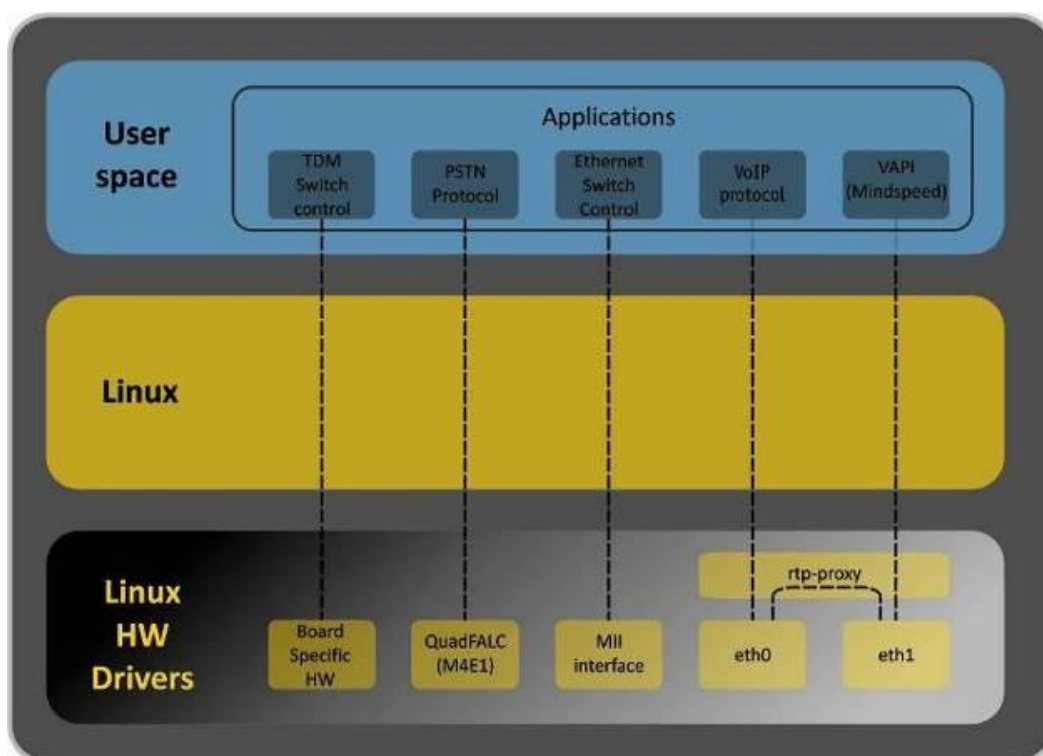 User
space
Applications
TDM
Switch
control
PSTN
Protocol
Ethernet
Switch
Control
VoIP
protocol
VAPI
(Mindspeed)
Linux
Linux
HW
Drivers
rtp-proxy
Board
Specific
HW
QuadFALC
(M4E1)
MII
interface
eth0
eth1